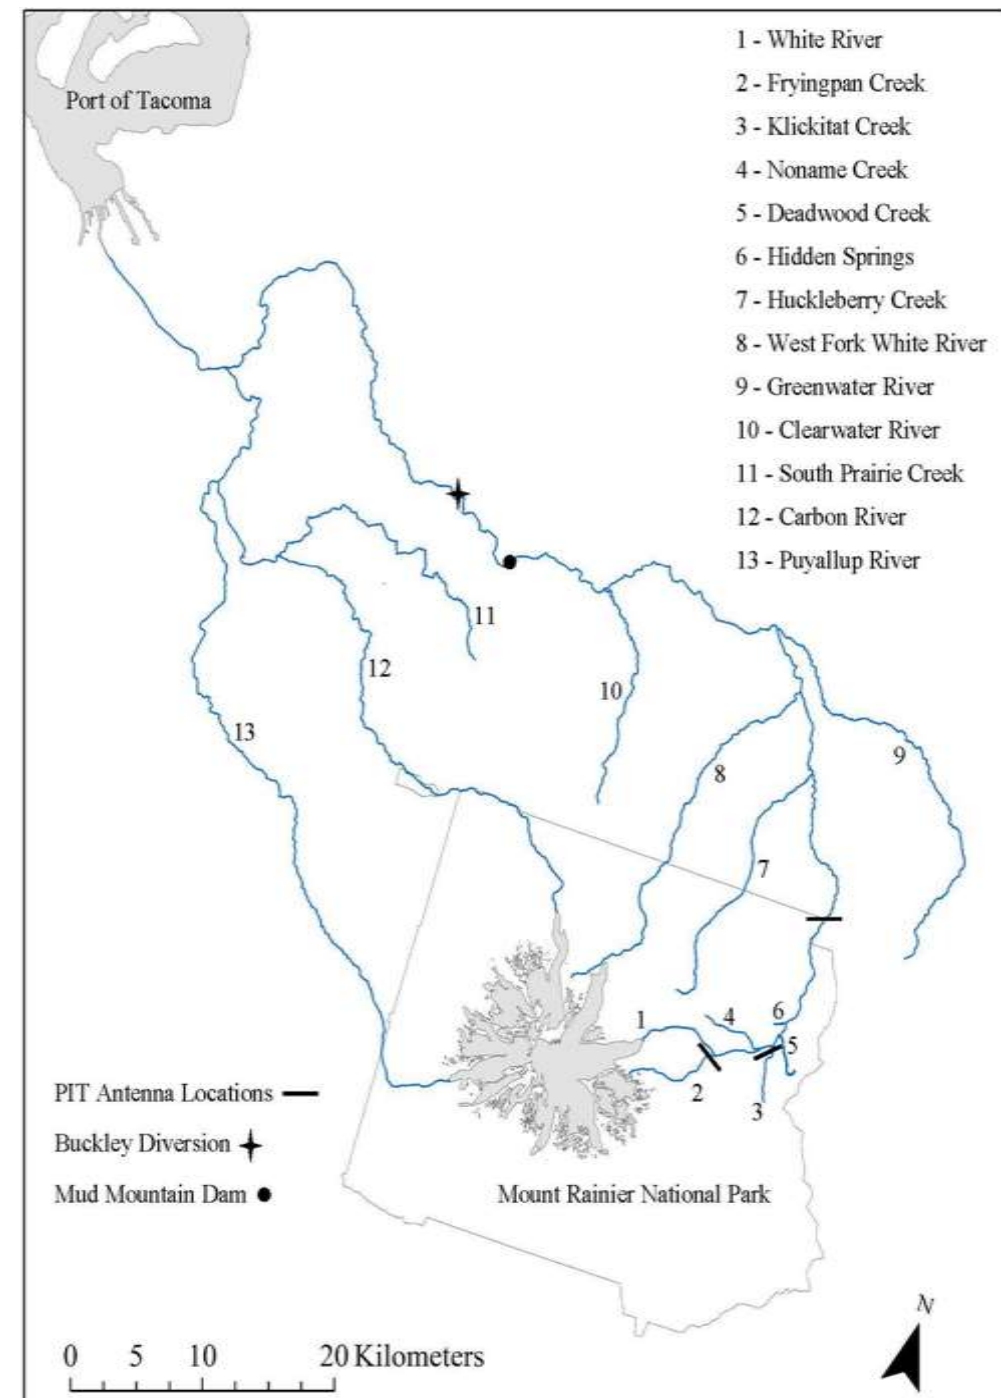 Port of Tacoma
1 - White River
2 - Fryingpan Creek
3 - Klickitat Creek
4 - Noname Creek
5 - Deadwood Creek
6 - Hidden Springs
7 - Huckleberry Creek
8 - West Fork White River
9 - Greenwater River
10 - Clearwater River
11 - South Prairie Creek
12 - Carbon River
13 - Puyallup River
11
12
10
13
9
8
7
6
4
1
5
2
3
PIT Antenna Locations
Buckley Diversion
Mud Mountain Dam
Mount Rainier National Park
N
0 5 10 20 Kilometers